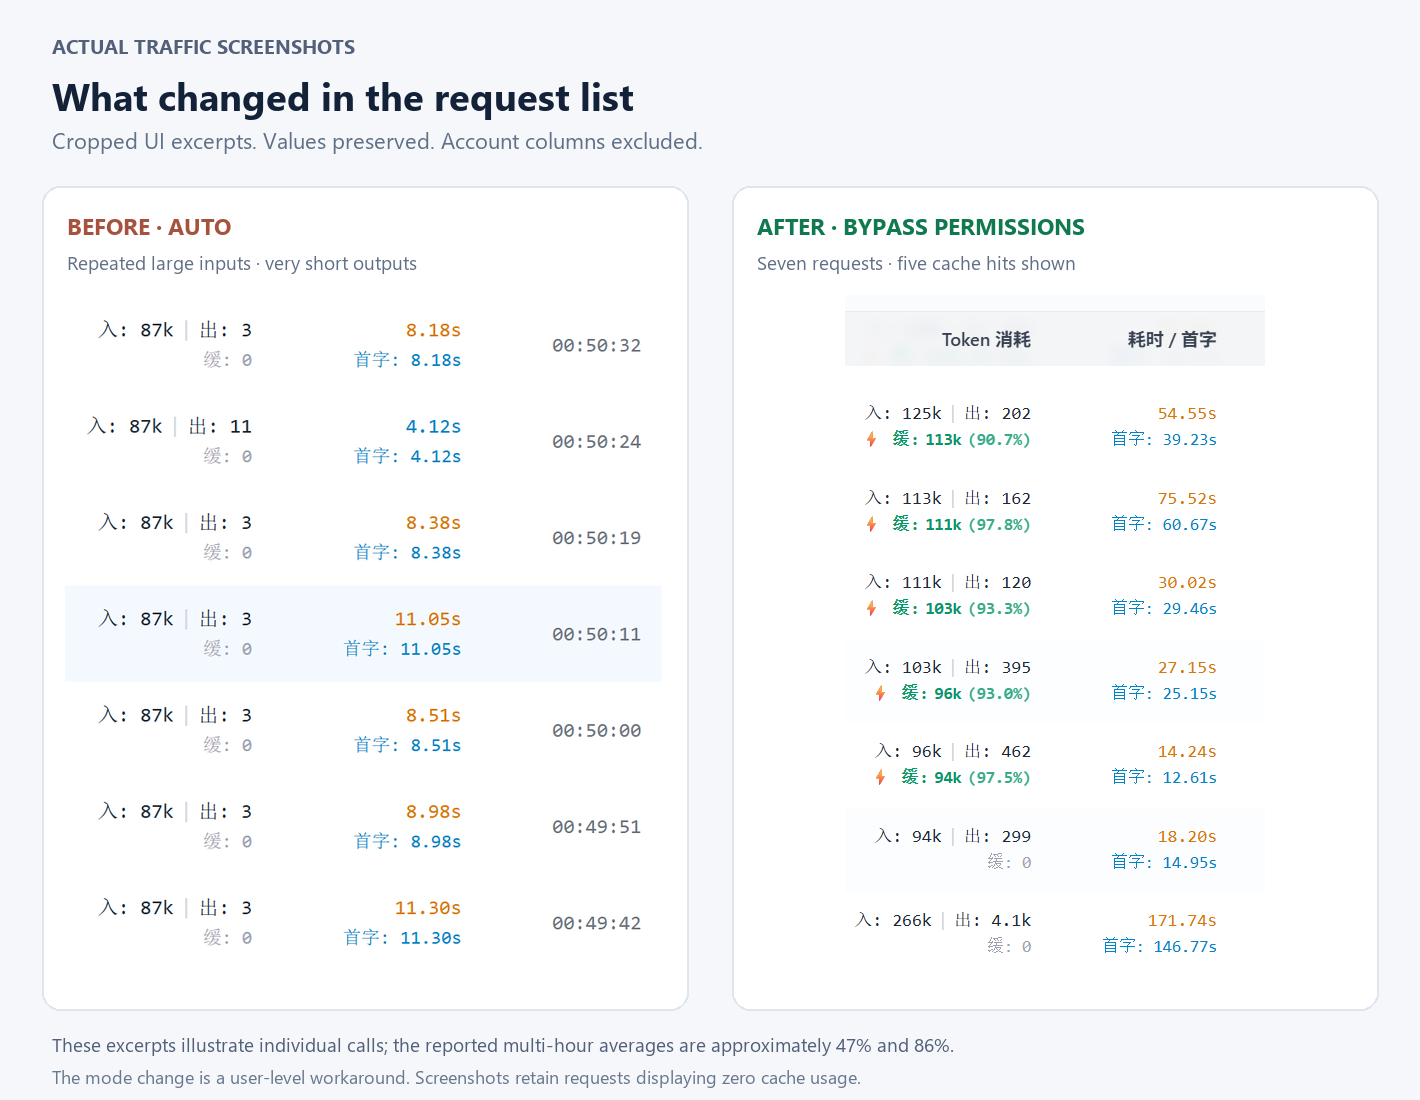 ACTUAL TRAFFIC SCREENSHOTS
What changed in the request list
Cropped UI excerpts. Values preserved. Account columns excluded.
BEFORE · AUTO
Repeated large inputs · very short outputs
入: 87k | 出: 3 8.18s
缓: 0 首字: 8.18s 00:50:32
入: 87k | 出: 11 4.12s
缓: 0 首字: 4.12s 00:50:24
入: 87k | 出: 3 8.38s
缓: 0 首字: 8.38s 00:50:19
入: 87k | 出: 3 11.05s
缓: 0 首字: 11.05s 00:50:11
入: 87k | 出: 3 8.51s
缓: 0 首字: 8.51s 00:50:00
入: 87k | 出: 3 8.98s
缓: 0 首字: 8.98s 00:49:51
入: 87k | 出: 3 11.30s
缓: 0 首字: 11.30s 00:49:42
AFTER · BYPASS PERMISSIONS
Seven requests · five cache hits shown
Token 消耗 耗时 / 首字
入: 125k | 出: 202 54.55s
缓: 113k (90.7%) 首字: 39.23s
入: 113k | 出: 162 75.52s
缓: 111k (97.8%) 首字: 60.67s
入: 111k | 出: 120 30.02s
缓: 103k (93.3%) 首字: 29.46s
入: 103k | 出: 395 27.15s
缓: 96k (93.0%) 首字: 25.15s
入: 96k | 出: 462 14.24s
缓: 94k (97.5%) 首字: 12.61s
入: 94k | 出: 299 18.20s
缓: 0 首字: 14.95s
入: 266k | 出: 4.1k 171.74s
缓: 0 首字: 146.77s
These excerpts illustrate individual calls; the reported multi-hour averages are approximately 47% and 86%.
The mode change is a user-level workaround. Screenshots retain requests displaying zero cache usage.